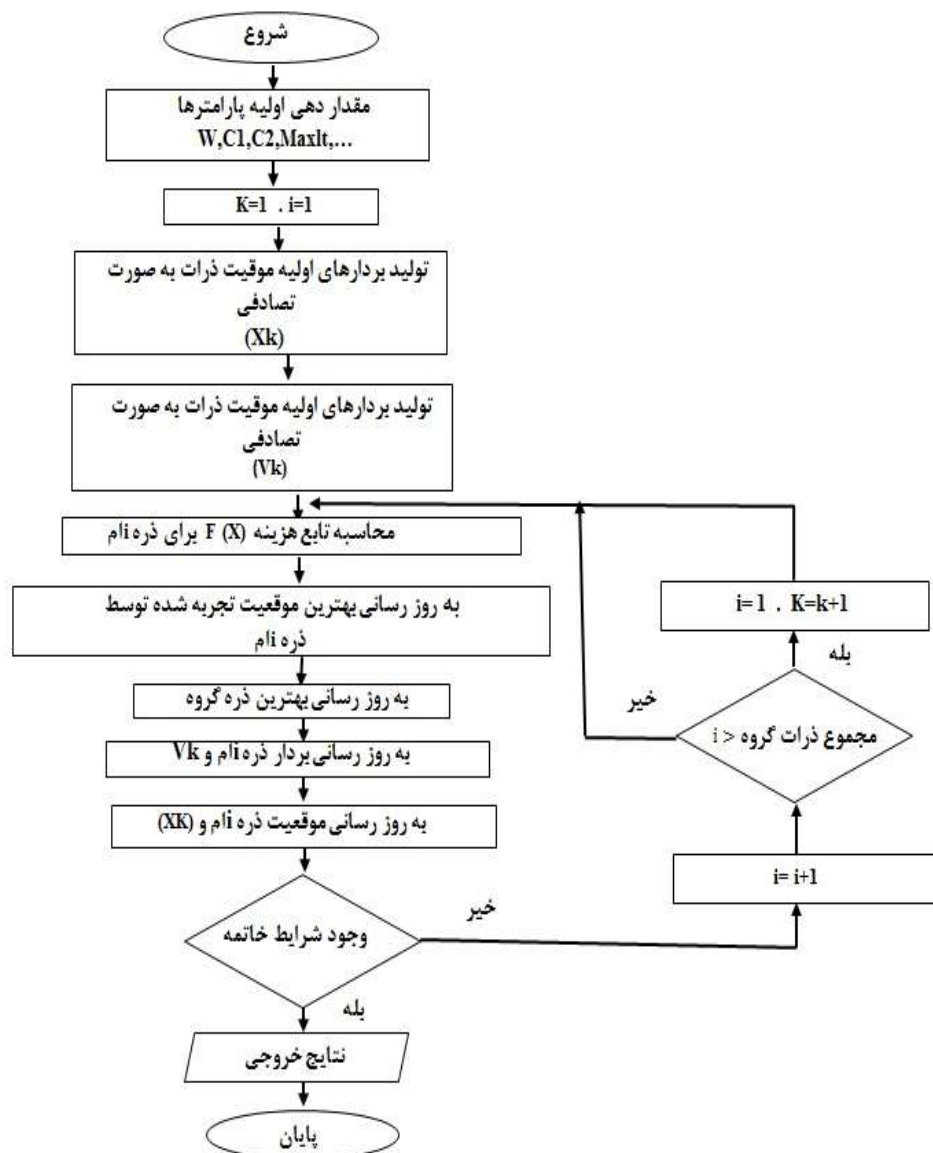 شروع
مقدار دهی اولیه پارامترها
W,C1,C2,MaxIt,…
K=1 . i=1
تولید بردارهای اولیه موقیت ذرات به صورت
تصادفی
(Xk)
تولید بردارهای اولیه موقیت ذرات به صورت
تصادفی
(Vk)
محاسبه تابع هزینه F (X) برای ذره iام
به روز رسانی بهترین موقعیت تجربه شده توسط
ذره iام
به روز رسانی بهترین ذره گروه
به روز رسانی بردار ذره iام و Vk
به روز رسانی موقعیت ذره iام و (XK)
وجود شرایط خاتمه
خیر
i= i+1
مجموع ذرات گروه < i
خیر
بله
i= 1 . K=k+1
بله
نتایج خروجی
پایان